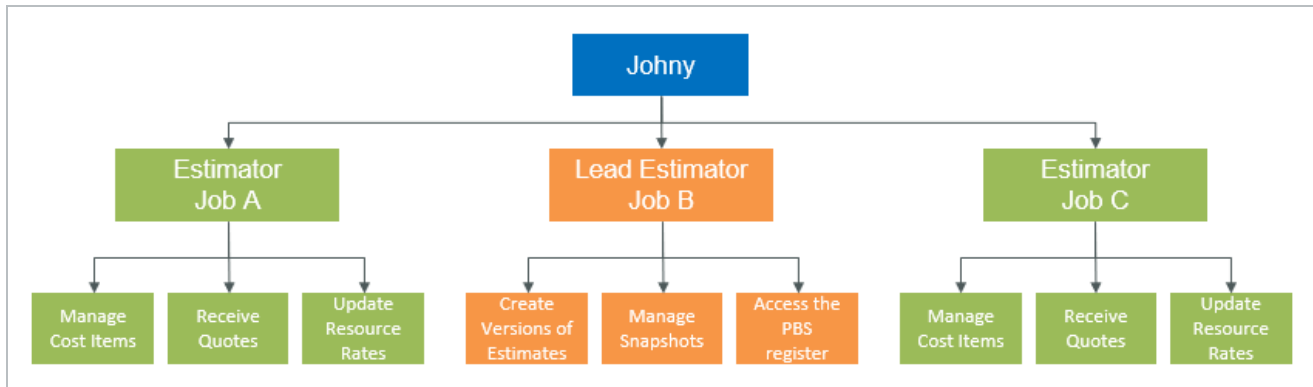 Johny
Estimator
Job A
Lead Estimator
Job B
Estimator
Job C
Manage
Cost Items
Receive
Quotes
Update
Resource
Rates
Create
Versions of
Estimates
Manage
Snapshots
Access the
PBS
register
Manage
Cost Items
Receive
Quotes
Update
Resource
Rates